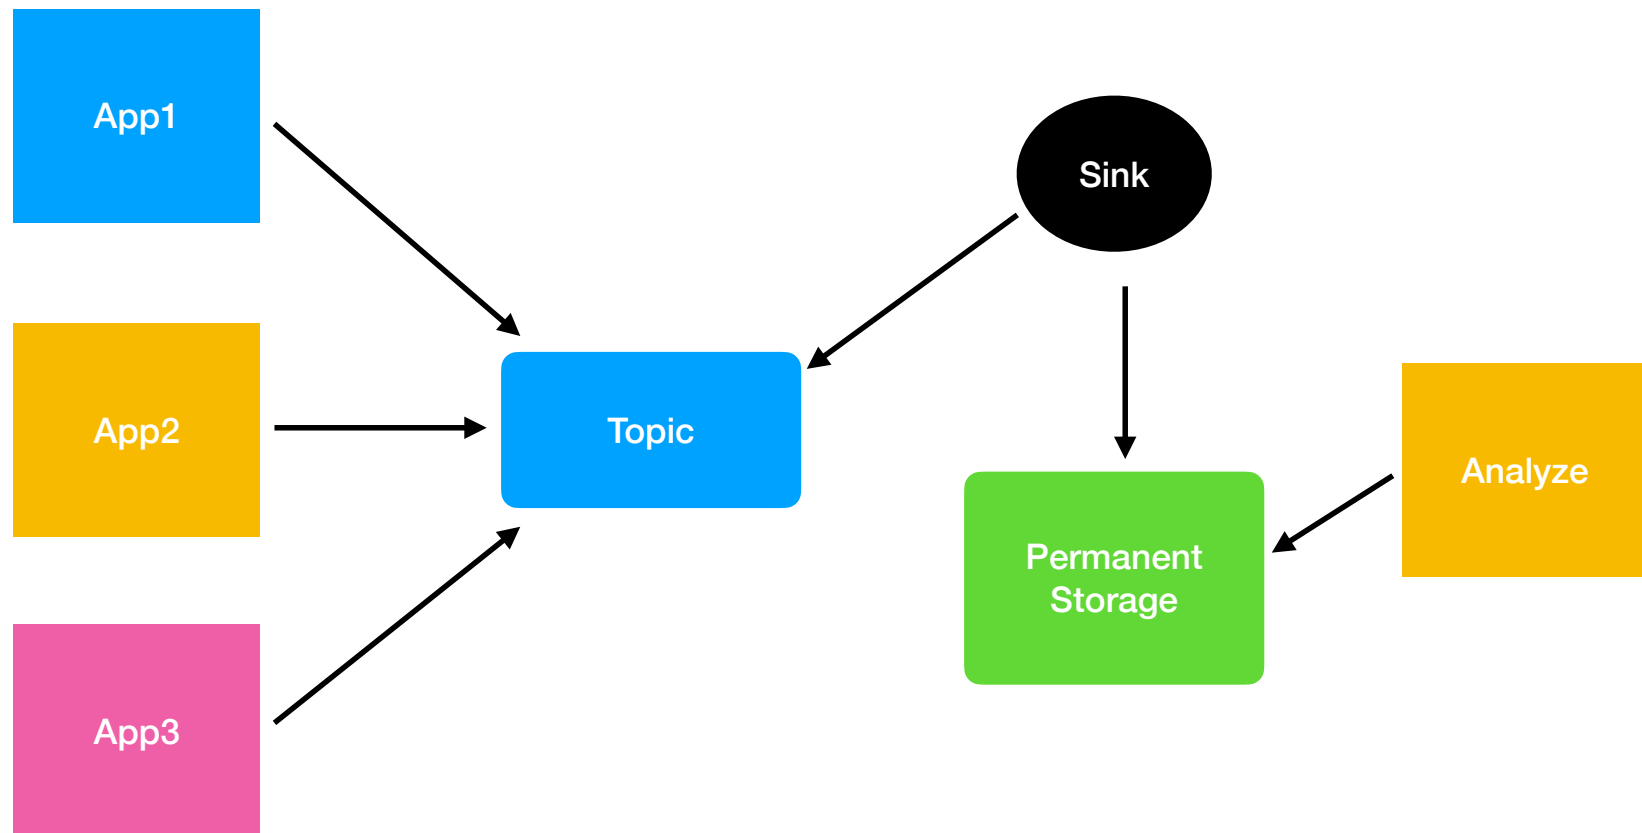 App1
Sink
App2
Topic
Analyze
Permanent
Storage
App3